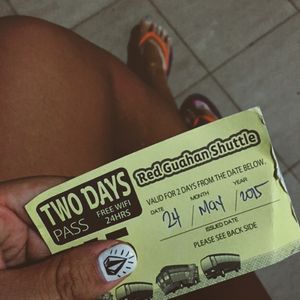 TWO DAYS
PASS FREE WIFI
24HRS
Red Guahan Shuttle
VALID FOR 2 DAYS FROM THE DATE BELOW.
DATE MONTH YEAR
24 / MAY / 2015
ISSUED DATE
PLEASE SEE BACK SIDE